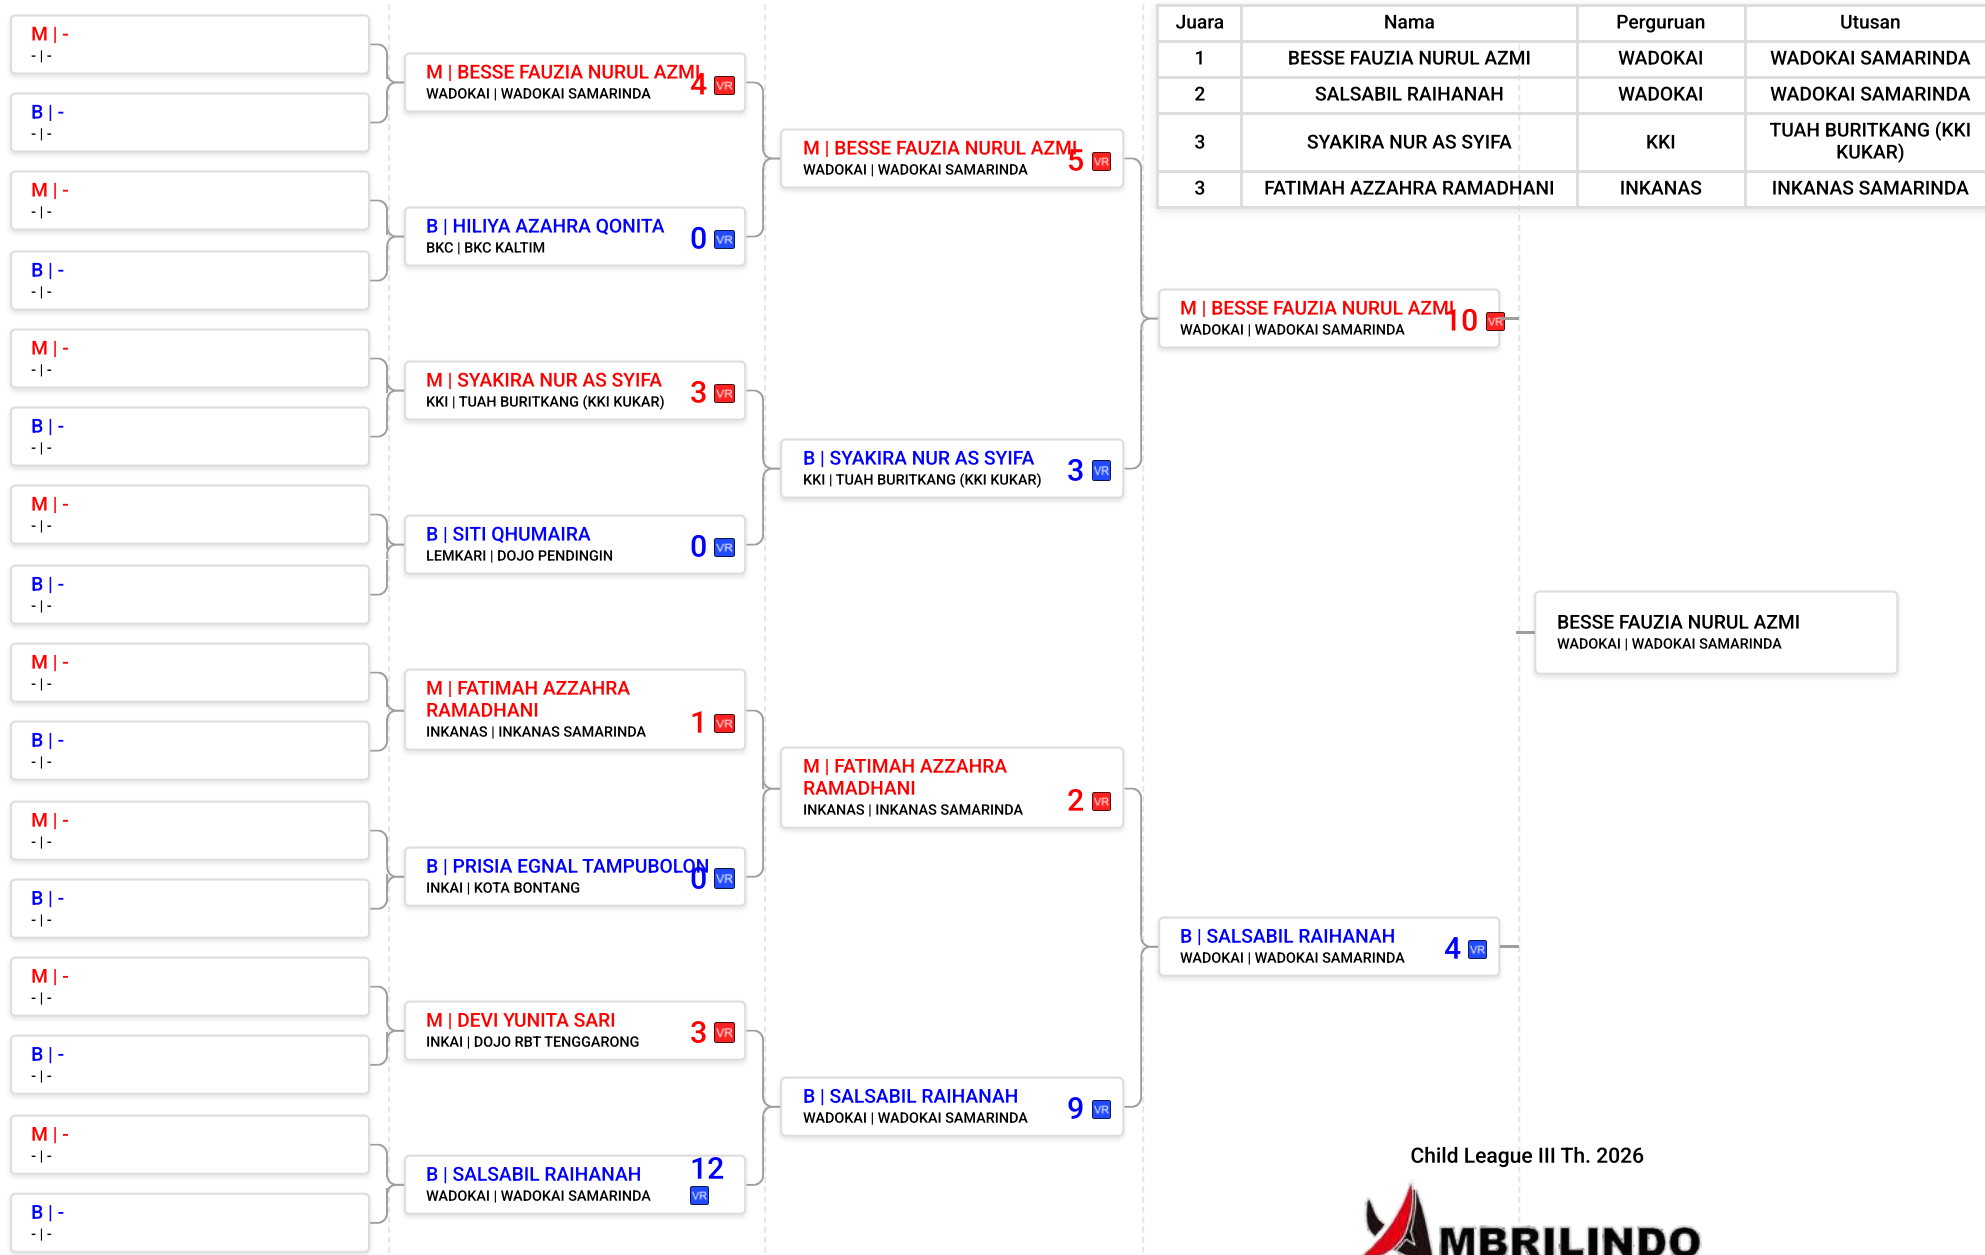 M | -
- | -
B | -
- | -
M | -
- | -
B | -
- | -
M | -
- | -
B | -
- | -
M | -
- | -
B | -
- | -
M | -
- | -
B | -
- | -
M | -
- | -
B | -
- | -
M | -
- | -
B | -
- | -
M | -
- | -
B | -
- | -
M | BESSE FAUZIA NURUL AZMI
WADOKAI | WADOKAI SAMARINDA
4 VR
B | HILIYA AZAHRA QONITA
BKC | BKC KALTIM
0 VR
M | SYAKIRA NUR AS SYIFA
KKI | TUAH BURITKANG (KKI KUKAR)
3 VR
B | SITI QHUMAIRA
LEMKARI | DOJO PENDINGIN
0 VR
M | FATIMAH AZZAHRA
RAMADHANI
INKANAS | INKANAS SAMARINDA
1 VR
B | PRISIA EGNAL TAMPUBOLON
INKAI | KOTA BONTANG
0 VR
M | DEVI YUNITA SARI
INKAI | DOJO RBT TENGGARONG
3 VR
B | SALSABIL RAIHANAH
WADOKAI | WADOKAI SAMARINDA
12
VR
M | BESSE FAUZIA NURUL AZMI
WADOKAI | WADOKAI SAMARINDA
5 VR
B | SYAKIRA NUR AS SYIFA
KKI | TUAH BURITKANG (KKI KUKAR)
3 VR
M | FATIMAH AZZAHRA
RAMADHANI
INKANAS | INKANAS SAMARINDA
2 VR
B | SALSABIL RAIHANAH
WADOKAI | WADOKAI SAMARINDA
9 VR
M | BESSE FAUZIA NURUL AZMI
WADOKAI | WADOKAI SAMARINDA
10 VR
B | SALSABIL RAIHANAH
WADOKAI | WADOKAI SAMARINDA
4 VR
BESSE FAUZIA NURUL AZMI
WADOKAI | WADOKAI SAMARINDA
Juara Nama Perguruan Utusan
1 BESSE FAUZIA NURUL AZMI WADOKAI WADOKAI SAMARINDA
2 SALSABIL RAIHANAH WADOKAI WADOKAI SAMARINDA
3 SYAKIRA NUR AS SYIFA KKI TUAH BURITKANG (KKI
KUKAR)
3 FATIMAH AZZAHRA RAMADHANI INKANAS INKANAS SAMARINDA
Child League III Th. 2026
AMBRILINDO